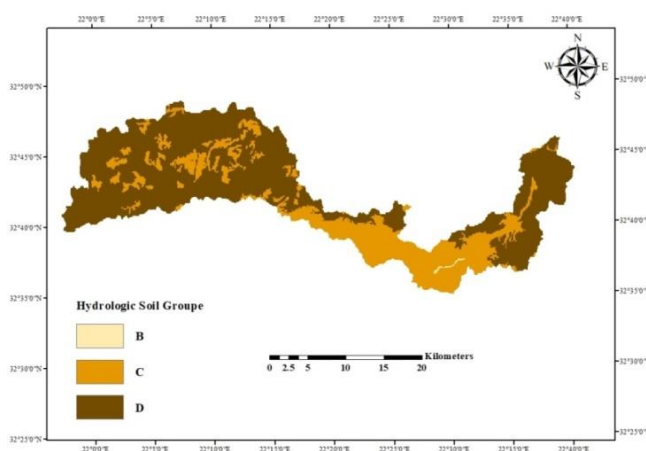 22°0'0"E 22°5'0"E 22°10'0"E 22°15'0"E 22°20'0"E 22°25'0"E 22°30'0"E 22°35'0"E 22°40'0"E
N
W E
S
32°50'0"N 32°50'0"N
32°45'0"N 32°45'0"N
32°40'0"N 32°40'0"N
32°35'0"N 32°35'0"N
Hydrologic Soil Groupe
B
C
D
Kilometers
0 2.5 5 10 15 20
32°30'0"N 32°30'0"N
32°25'0"N 32°25'0"N
22°0'0"E 22°5'0"E 22°10'0"E 22°15'0"E 22°20'0"E 22°25'0"E 22°30'0"E 22°35'0"E 22°40'0"E